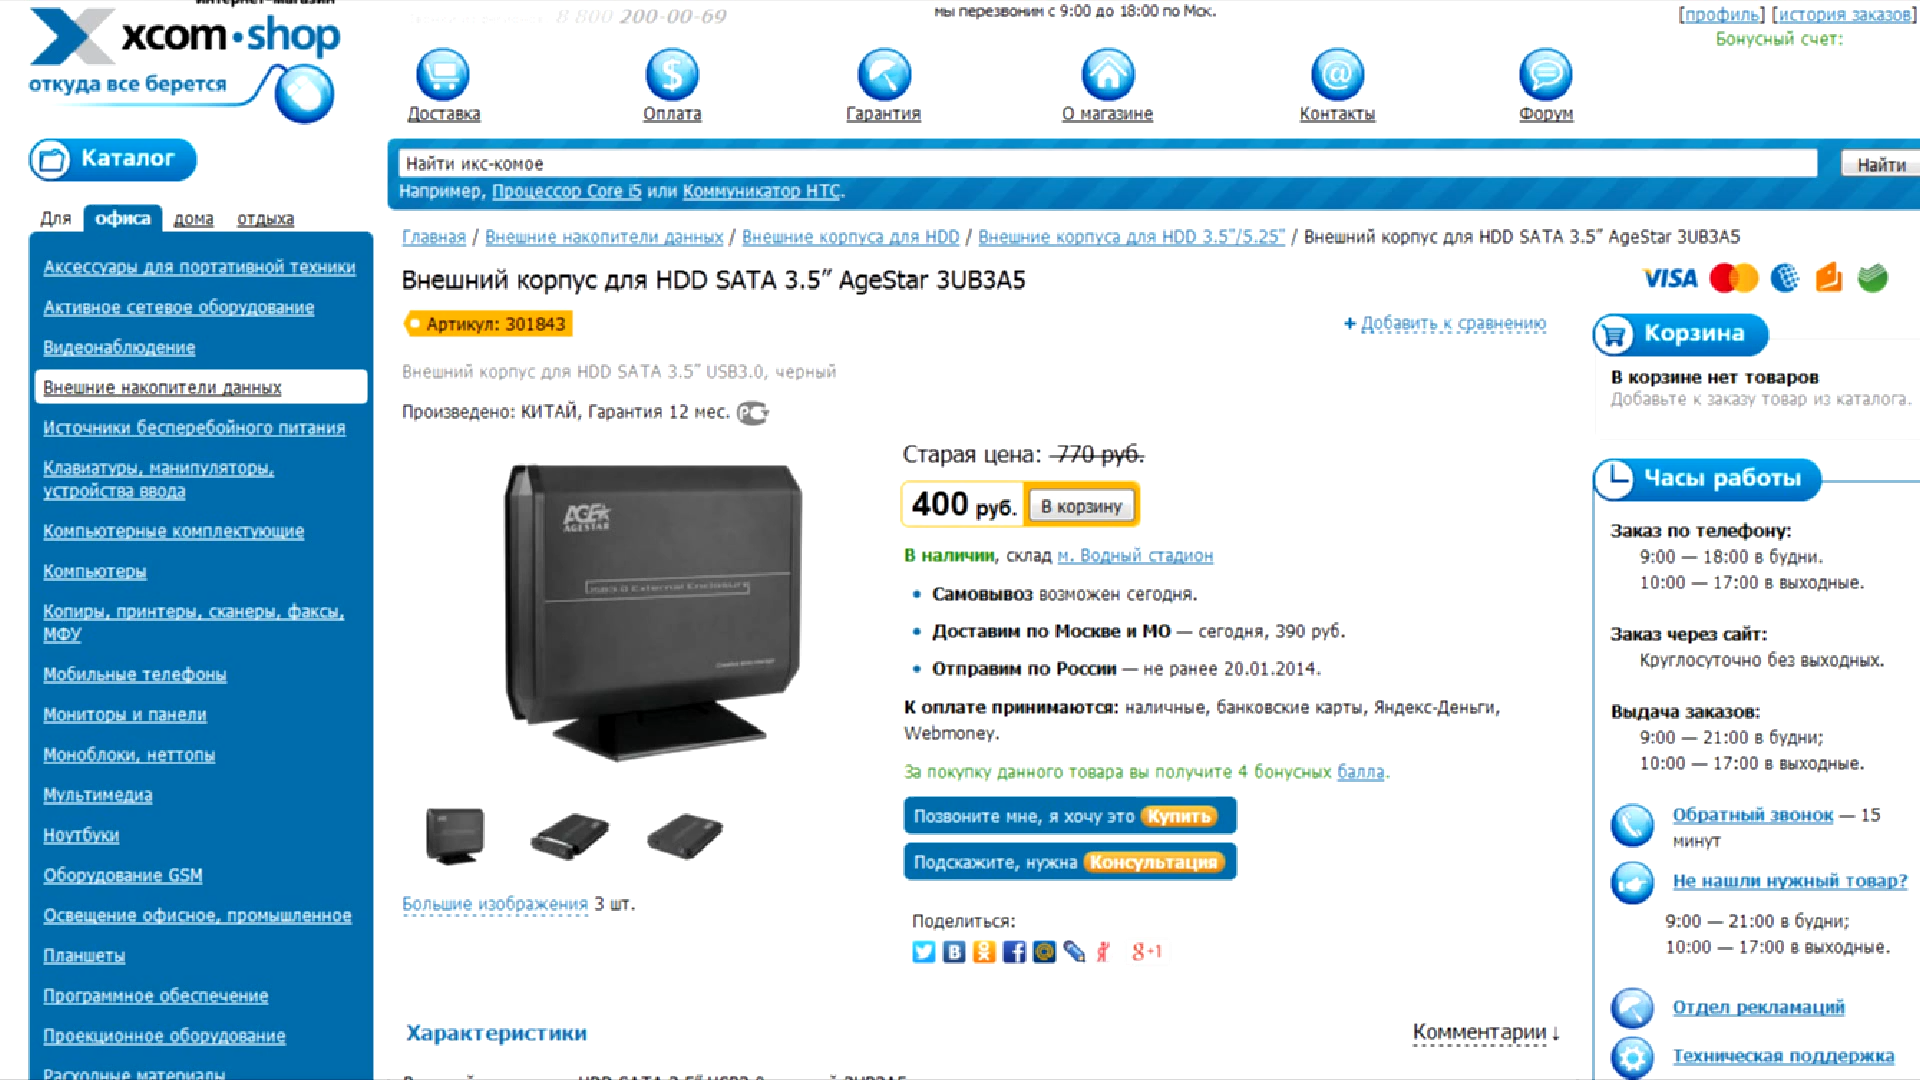 интернет-магазин
xcom·shop
откуда все берется
8 800 200-00-69
мы перезвоним с 9:00 до 18:00 по Мск.
[профиль] [история заказов]
Бонусный счет:
Доставка
Оплата
Гарантия
О магазине
Контакты
Форум
Каталог
Найти икс-комое
Найти
Например, Процессор Core i5 или Коммуникатор HTC.
Для офиса дома отдыха
Аксессуары для портативной техники
Активное сетевое оборудование
Видеонаблюдение
Внешние накопители данных
Источники бесперебойного питания
Клавиатуры, манипуляторы,
устройства ввода
Компьютерные комплектующие
Компьютеры
Копиры, принтеры, сканеры, факсы,
МФУ
Мобильные телефоны
Мониторы и панели
Моноблоки, неттопы
Мультимедиа
Ноутбуки
Оборудование GSM
Освещение офисное, промышленное
Планшеты
Программное обеспечение
Проекционное оборудование
Расходные материалы
Главная / Внешние накопители данных / Внешние корпуса для HDD / Внешние корпуса для HDD 3.5"/5.25" / Внешний корпус для HDD SATA 3.5" AgeStar 3UB3A5
Внешний корпус для HDD SATA 3.5" AgeStar 3UB3A5
Артикул: 301843
+ Добавить к сравнению
Внешний корпус для HDD SATA 3.5" USB3.0, черный
Произведено: КИТАЙ, Гарантия 12 мес.
AGE
AGESTAR
USB3.0 External Enclosure
Большие изображения 3 шт.
Старая цена: 770 руб.
400 руб. В корзину
В наличии, склад м. Водный стадион
• Самовывоз возможен сегодня.
• Доставим по Москве и МО — сегодня, 390 руб.
• Отправим по России — не ранее 20.01.2014.
К оплате принимаются: наличные, банковские карты, Яндекс-Деньги,
Webmoney.
За покупку данного товара вы получите 4 бонусных балла.
Позвоните мне, я хочу это Купить
Подскажите, нужна Консультация
Поделиться:
g+1
Характеристики
Комментарии ↓
VISA
Корзина
В корзине нет товаров
Добавьте к заказу товар из каталога.
Часы работы
Заказ по телефону:
9:00 — 18:00 в будни.
10:00 — 17:00 в выходные.
Заказ через сайт:
Круглосуточно без выходных.
Выдача заказов:
9:00 — 21:00 в будни;
10:00 — 17:00 в выходные.
Обратный звонок — 15
минут
Не нашли нужный товар?
9:00 — 21:00 в будни;
10:00 — 17:00 в выходные.
Отдел рекламаций
Техническая поддержка